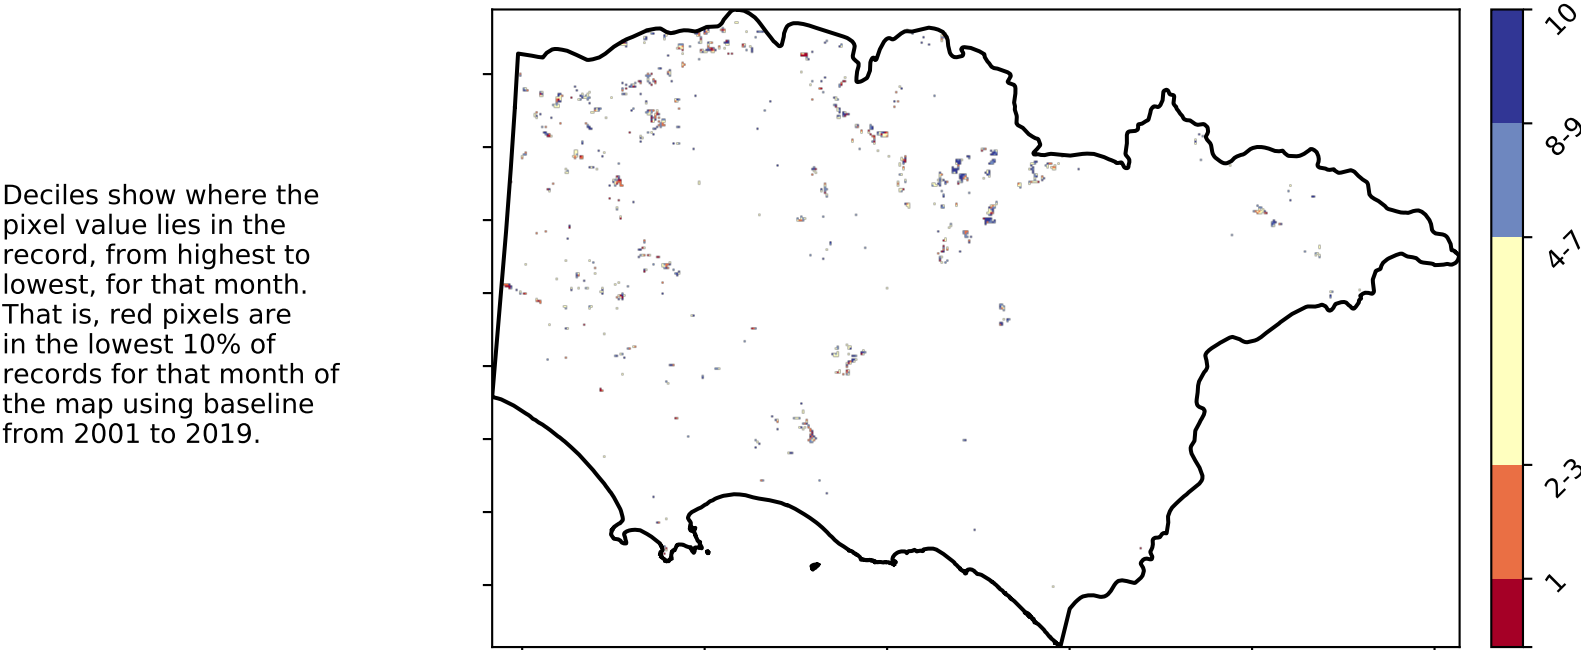 Deciles show where the
pixel value lies in the
record, from highest to
lowest, for that month.
That is, red pixels are
in the lowest 10% of
records for that month of
the map using baseline
from 2001 to 2019.
10
8-9
4-7
2-3
1